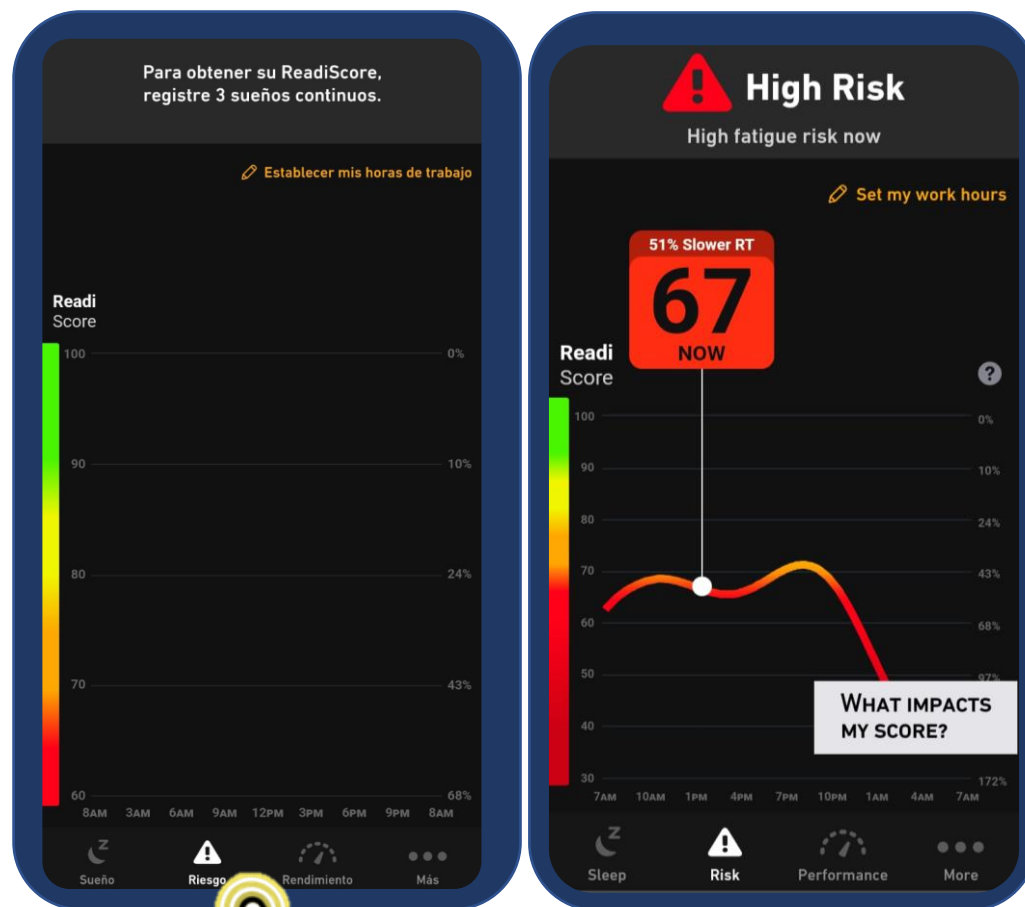 Para obtener su ReadiScore,
registre 3 sueños continuos.
Establecer mis horas de trabajo
Readi
Score
100 0%
90 10%
80 24%
70 43%
60 68%
8AM 3AM 6AM 9AM 12PM 3PM 6PM 9PM 8AM
Sueño Riesgo Rendimiento Más
High Risk
High fatigue risk now
Set my work hours
51% Slower RT
67
NOW
Readi
Score
?
100 0%
90 10%
80 24%
70 43%
60 68%
50 97%
WHAT IMPACTS
MY SCORE?
40
30 172%
7AM 10AM 1PM 4PM 7PM 10PM 1AM 4AM 7AM
Sleep Risk Performance More